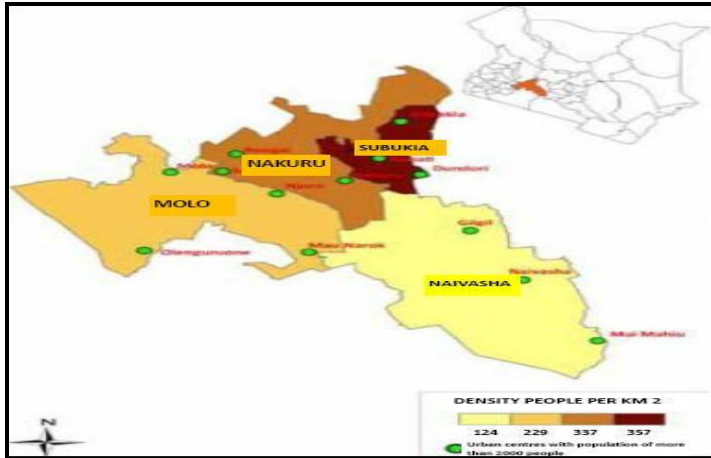 SUBUKIA
NAKURU
Dundori
Njoro
MOLO
Gilgil
Olenguruone
Mau Narok
Naivasha
NAIVASHA
Mai Mahiu
DENSITY PEOPLE PER KM 2
124 229 337 357
Urban centres with population of more
than 2000 people
N